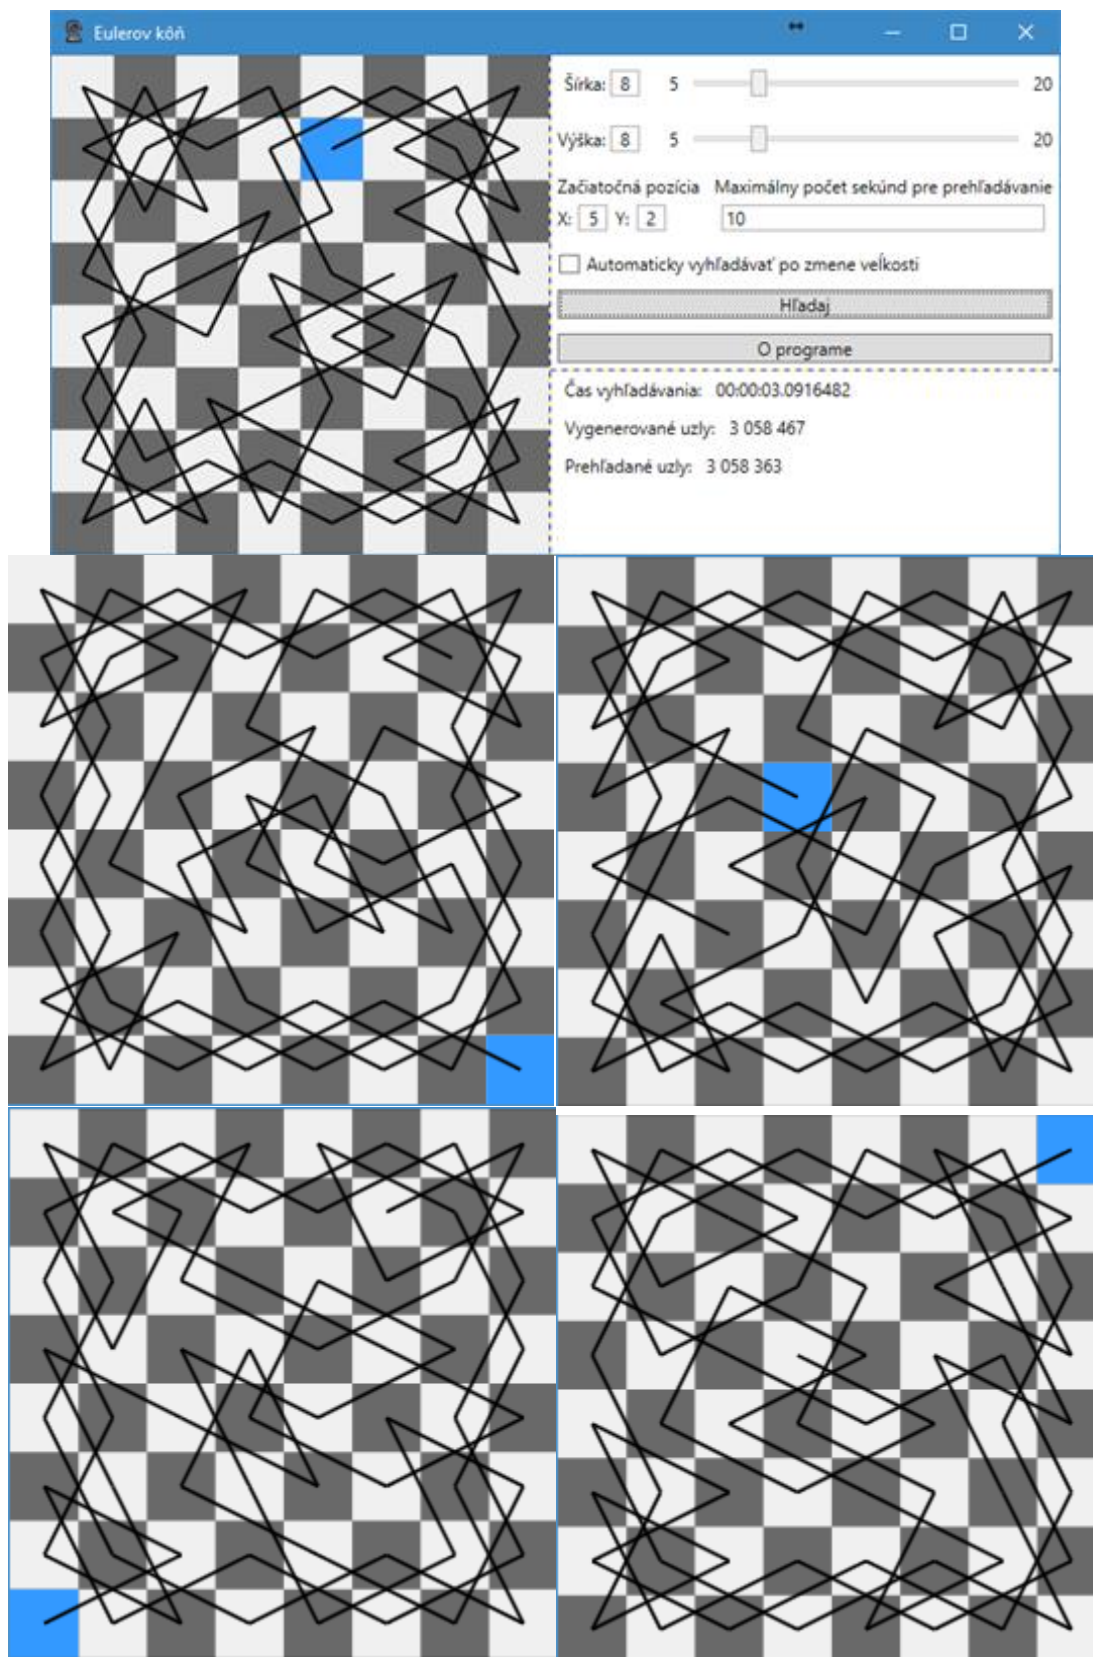 Eulerov kôň
Šírka: 8 5 20
Výška: 8 5 20
Začiatočná pozícia Maximálny počet sekúnd pre prehľadávanie
X: 5 Y: 2 10
Automaticky vyhľadávať po zmene veľkosti
Hľadaj
O programe
Čas vyhľadávania: 00:00:03.0916482
Vygenerované uzly: 3 058 467
Prehľadané uzly: 3 058 363